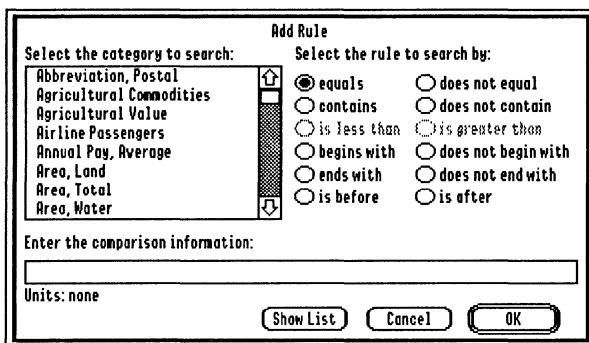 Add Rule
Select the category to search:
Abbreviation, Postal
Agricultural Commodities
Agricultural Value
Airline Passengers
Annual Pay, Average
Area, Land
Area, Total
Area, Water
Select the rule to search by:
equals does not equal
contains does not contain
is less than is greater than
begins with does not begin with
ends with does not end with
is before is after
Enter the comparison information:
Units: none
Show List Cancel OK